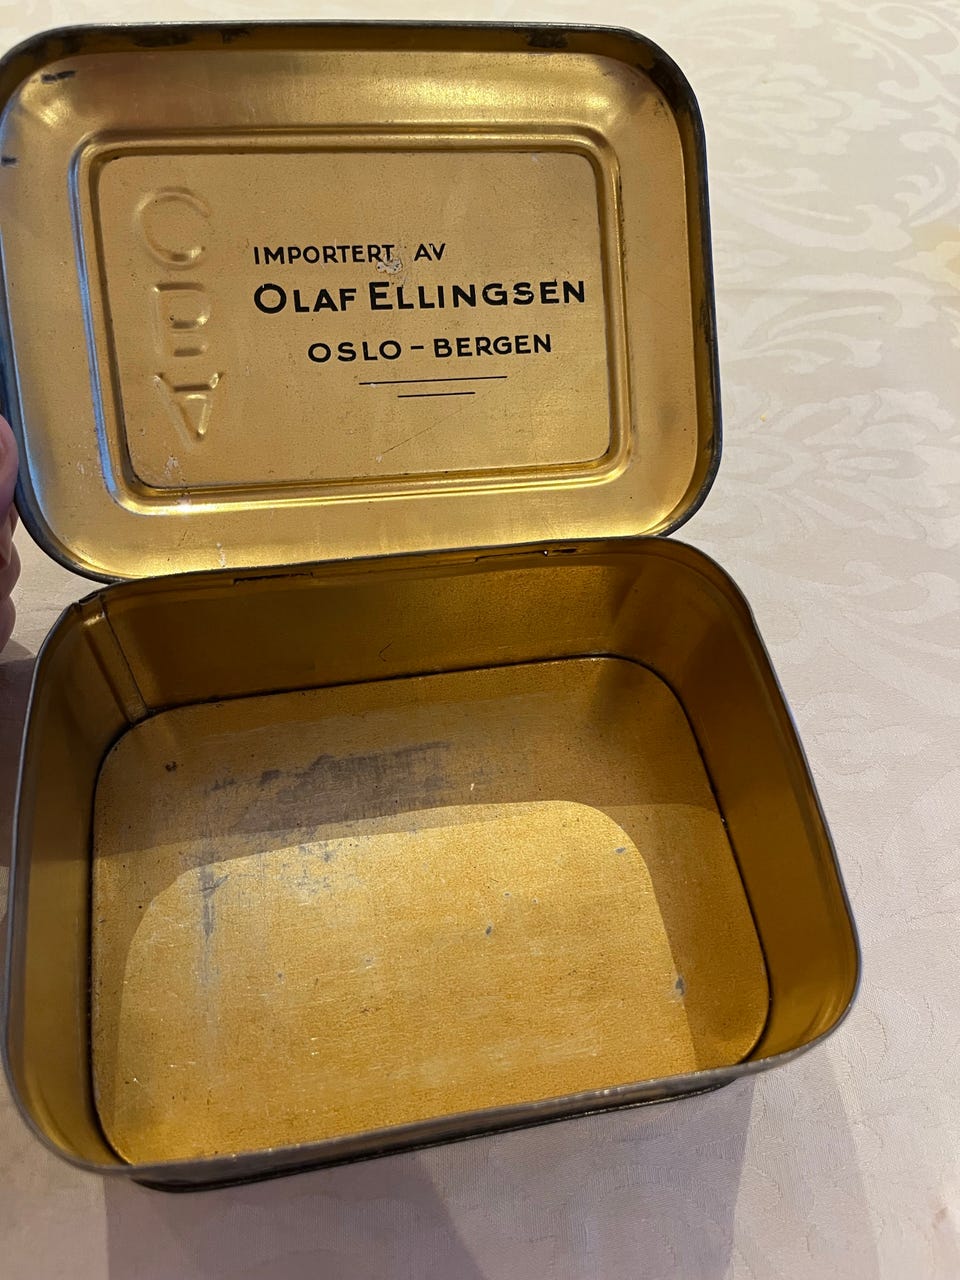 IMPORTERT AV
OLAF ELLINGSEN
OSLO - BERGEN